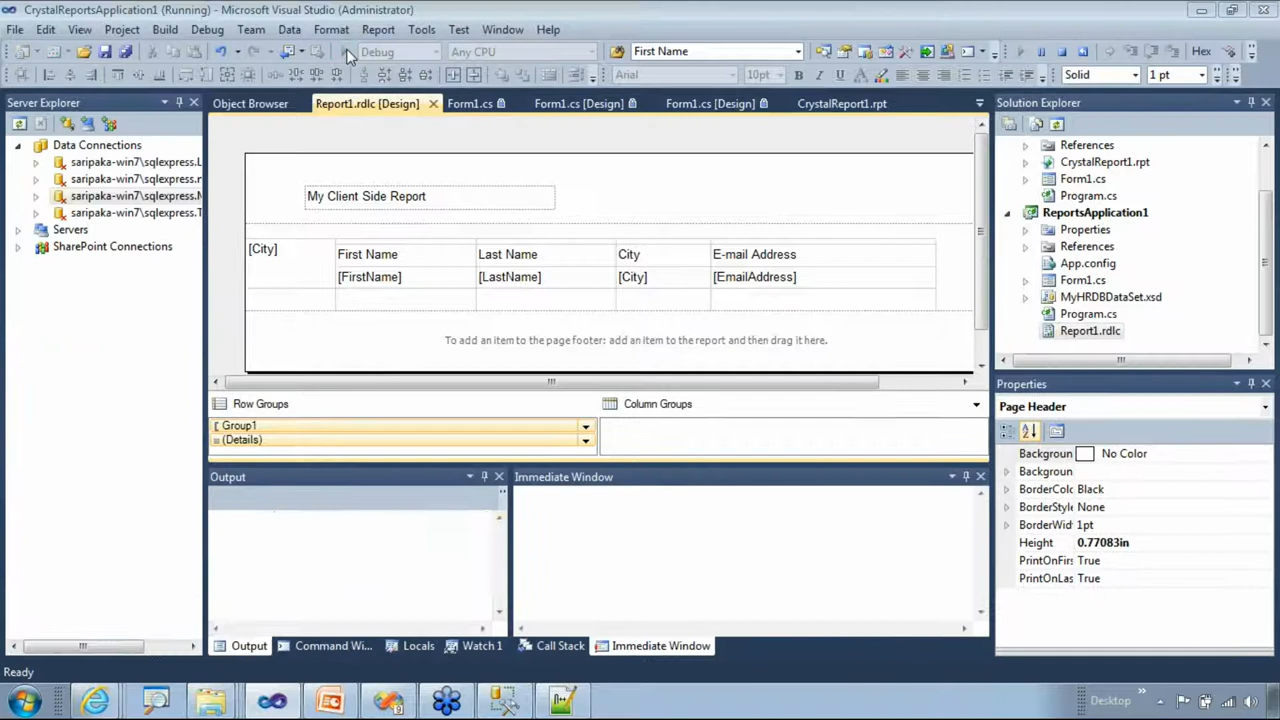 CrystalReportsApplication1 (Running) - Microsoft Visual Studio (Administrator)
File Edit View Project Build Debug Team Data Format Report Tools Test Window Help
Debug Any CPU First Name Hex
Arial 10pt B I U A Solid 1 pt
Server Explorer
Object Browser Report1.rdlc [Design] Form1.cs Form1.cs [Design] Form1.cs [Design] CrystalReport1.rpt
Solution Explorer
Data Connections
saripaka-win7\sqlexpress.L
saripaka-win7\sqlexpress.r
saripaka-win7\sqlexpress.M
saripaka-win7\sqlexpress.T
Servers
SharePoint Connections
My Client Side Report
[City]
First Name Last Name City E-mail Address
[FirstName] [LastName] [City] [EmailAddress]
To add an item to the page footer: add an item to the report and then drag it here.
Row Groups Column Groups
Group1
(Details)
References
CrystalReport1.rpt
Form1.cs
Program.cs
ReportsApplication1
Properties
References
App.config
Form1.cs
MyHRDBDataSet.xsd
Program.cs
Report1.rdlc
Properties
Page Header
Backgroun No Color
Backgroun
BorderColc Black
BorderStyle None
BorderWid 1pt
Height 0.77083in
PrintOnFir: True
PrintOnLas True
Output Immediate Window
Output Command Wi... Locals Watch 1 Call Stack Immediate Window
Ready
Desktop